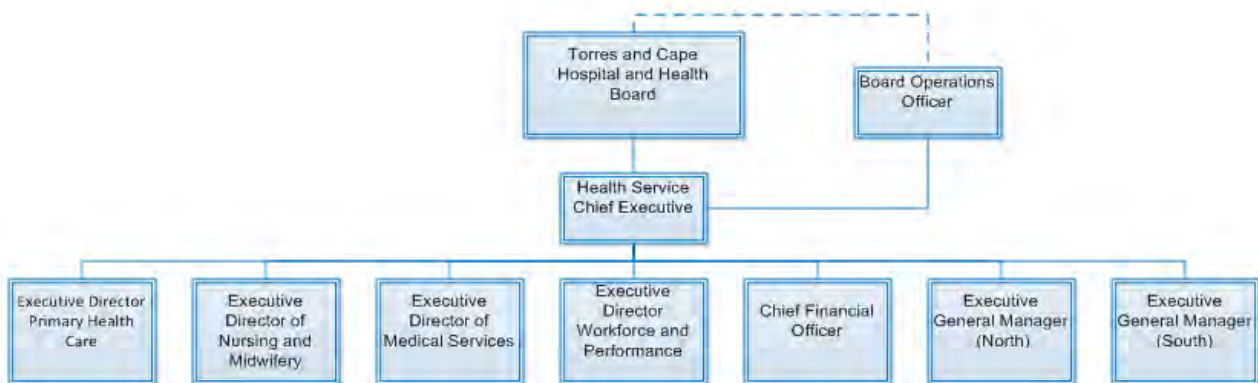 Torres and Cape
Hospital and Health
Board
Board Operations
Officer
Health Service
Chief Executive
Executive Director
Primary Health
Care
Executive
Director of
Nursing and
Midwifery
Executive
Director of
Medical Services
Executive
Director
Workforce and
Performance
Chief Financial
Officer
Executive
General Manager
(North)
Executive
General Manager
(South)